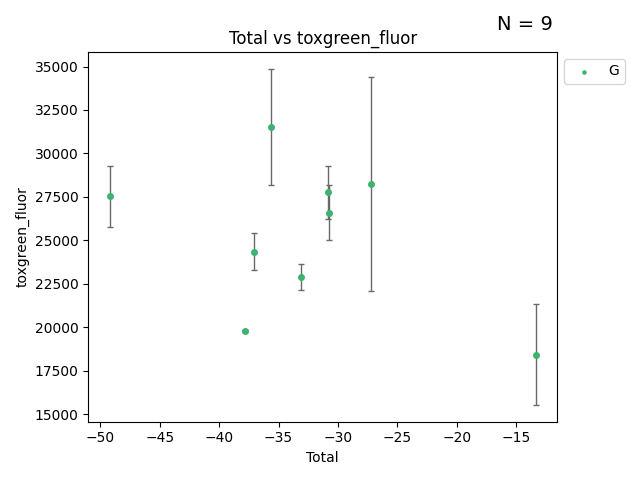 N = 9
Total vs toxgreen_fluor
G
35000
32500
30000
27500
25000
22500
20000
17500
15000
toxgreen_fluor
−50 −45 −40 −35 −30 −25 −20 −15
Total